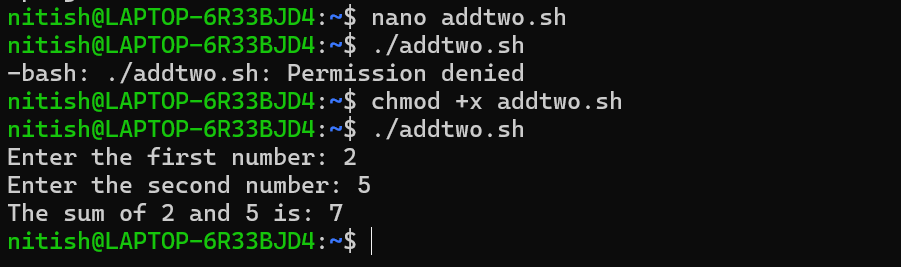 nitish@LAPTOP-6R33BJD4:~$ nano addtwo.sh
nitish@LAPTOP-6R33BJD4:~$ ./addtwo.sh
-bash: ./addtwo.sh: Permission denied
nitish@LAPTOP-6R33BJD4:~$ chmod +x addtwo.sh
nitish@LAPTOP-6R33BJD4:~$ ./addtwo.sh
Enter the first number: 2
Enter the second number: 5
The sum of 2 and 5 is: 7
nitish@LAPTOP-6R33BJD4:~$